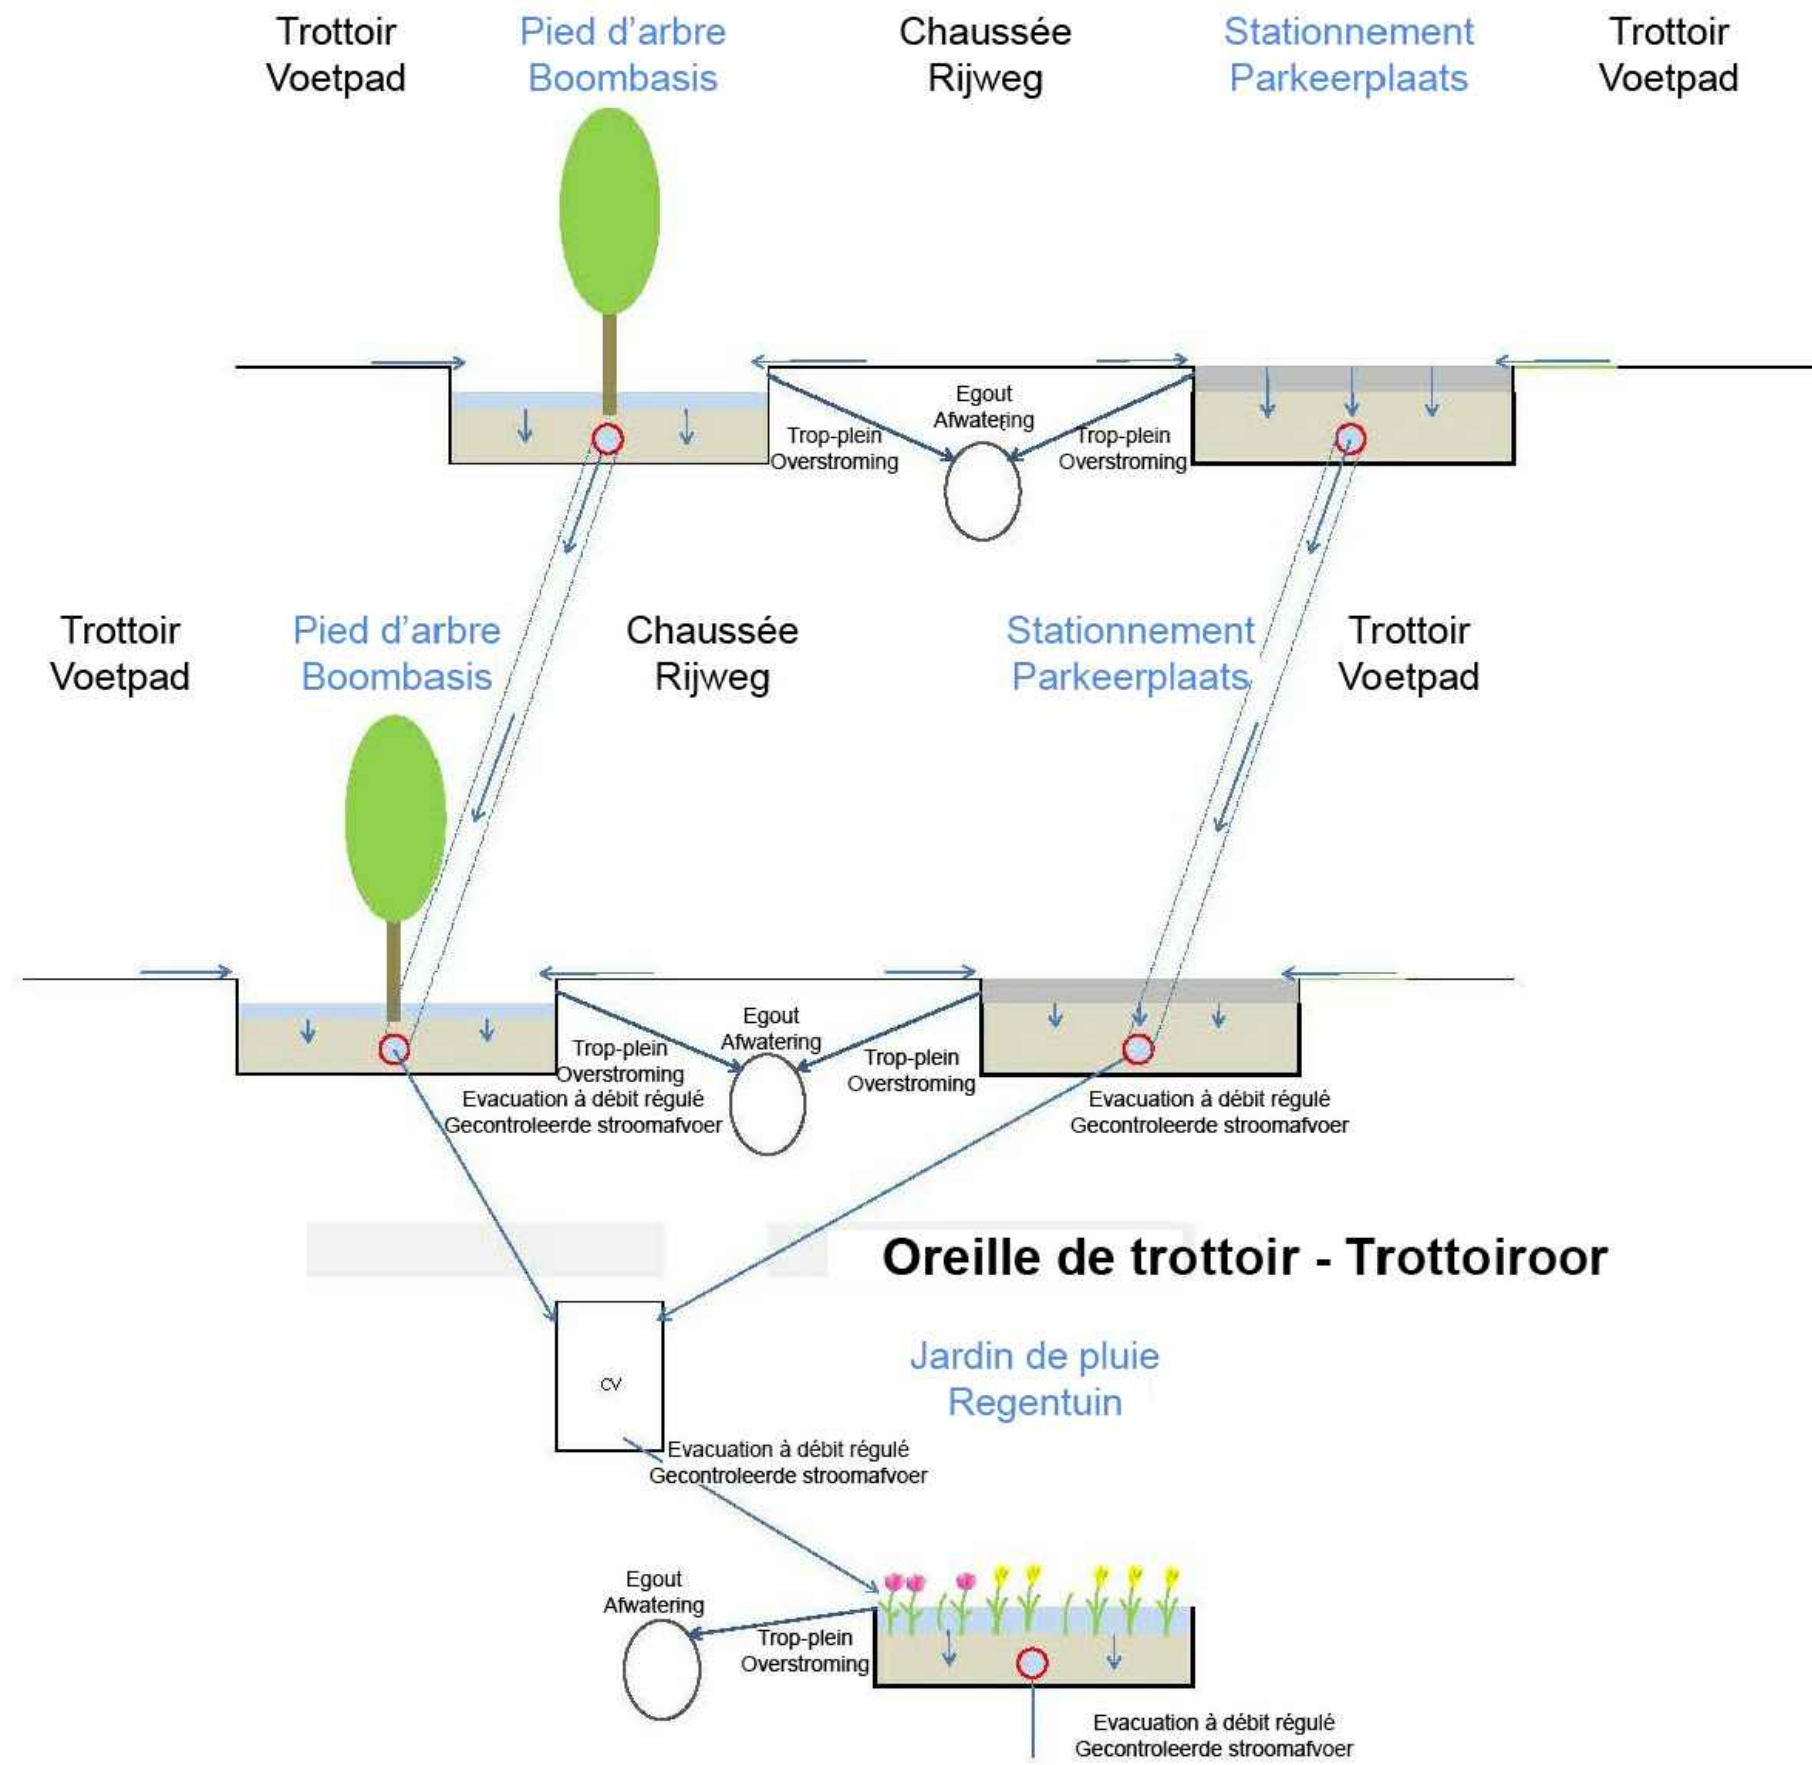 Trottoir
Voetpad
Pied d'arbre
Boombasis
Chaussée
Rijweg
Stationnement
Parkeerplaats
Trottoir
Voetpad
Egout
Afwatering
Trop-plein
Overstroming
Trop-plein
Overstroming
Trottoir
Voetpad
Pied d'arbre
Boombasis
Chaussée
Rijweg
Stationnement
Parkeerplaats
Trottoir
Voetpad
Egout
Afwatering
Trop-plein
Overstroming
Trop-plein
Overstroming
Evacuation à débit régulé
Gecontroleerde stroomafvoer
Evacuation à débit régulé
Gecontroleerde stroomafvoer
Oreille de trottoir - Trottoiroor
CV
Jardin de pluie
Regentuin
Evacuation à débit régulé
Gecontroleerde stroomafvoer
Egout
Afwatering
Trop-plein
Overstroming
Evacuation à débit régulé
Gecontroleerde stroomafvoer